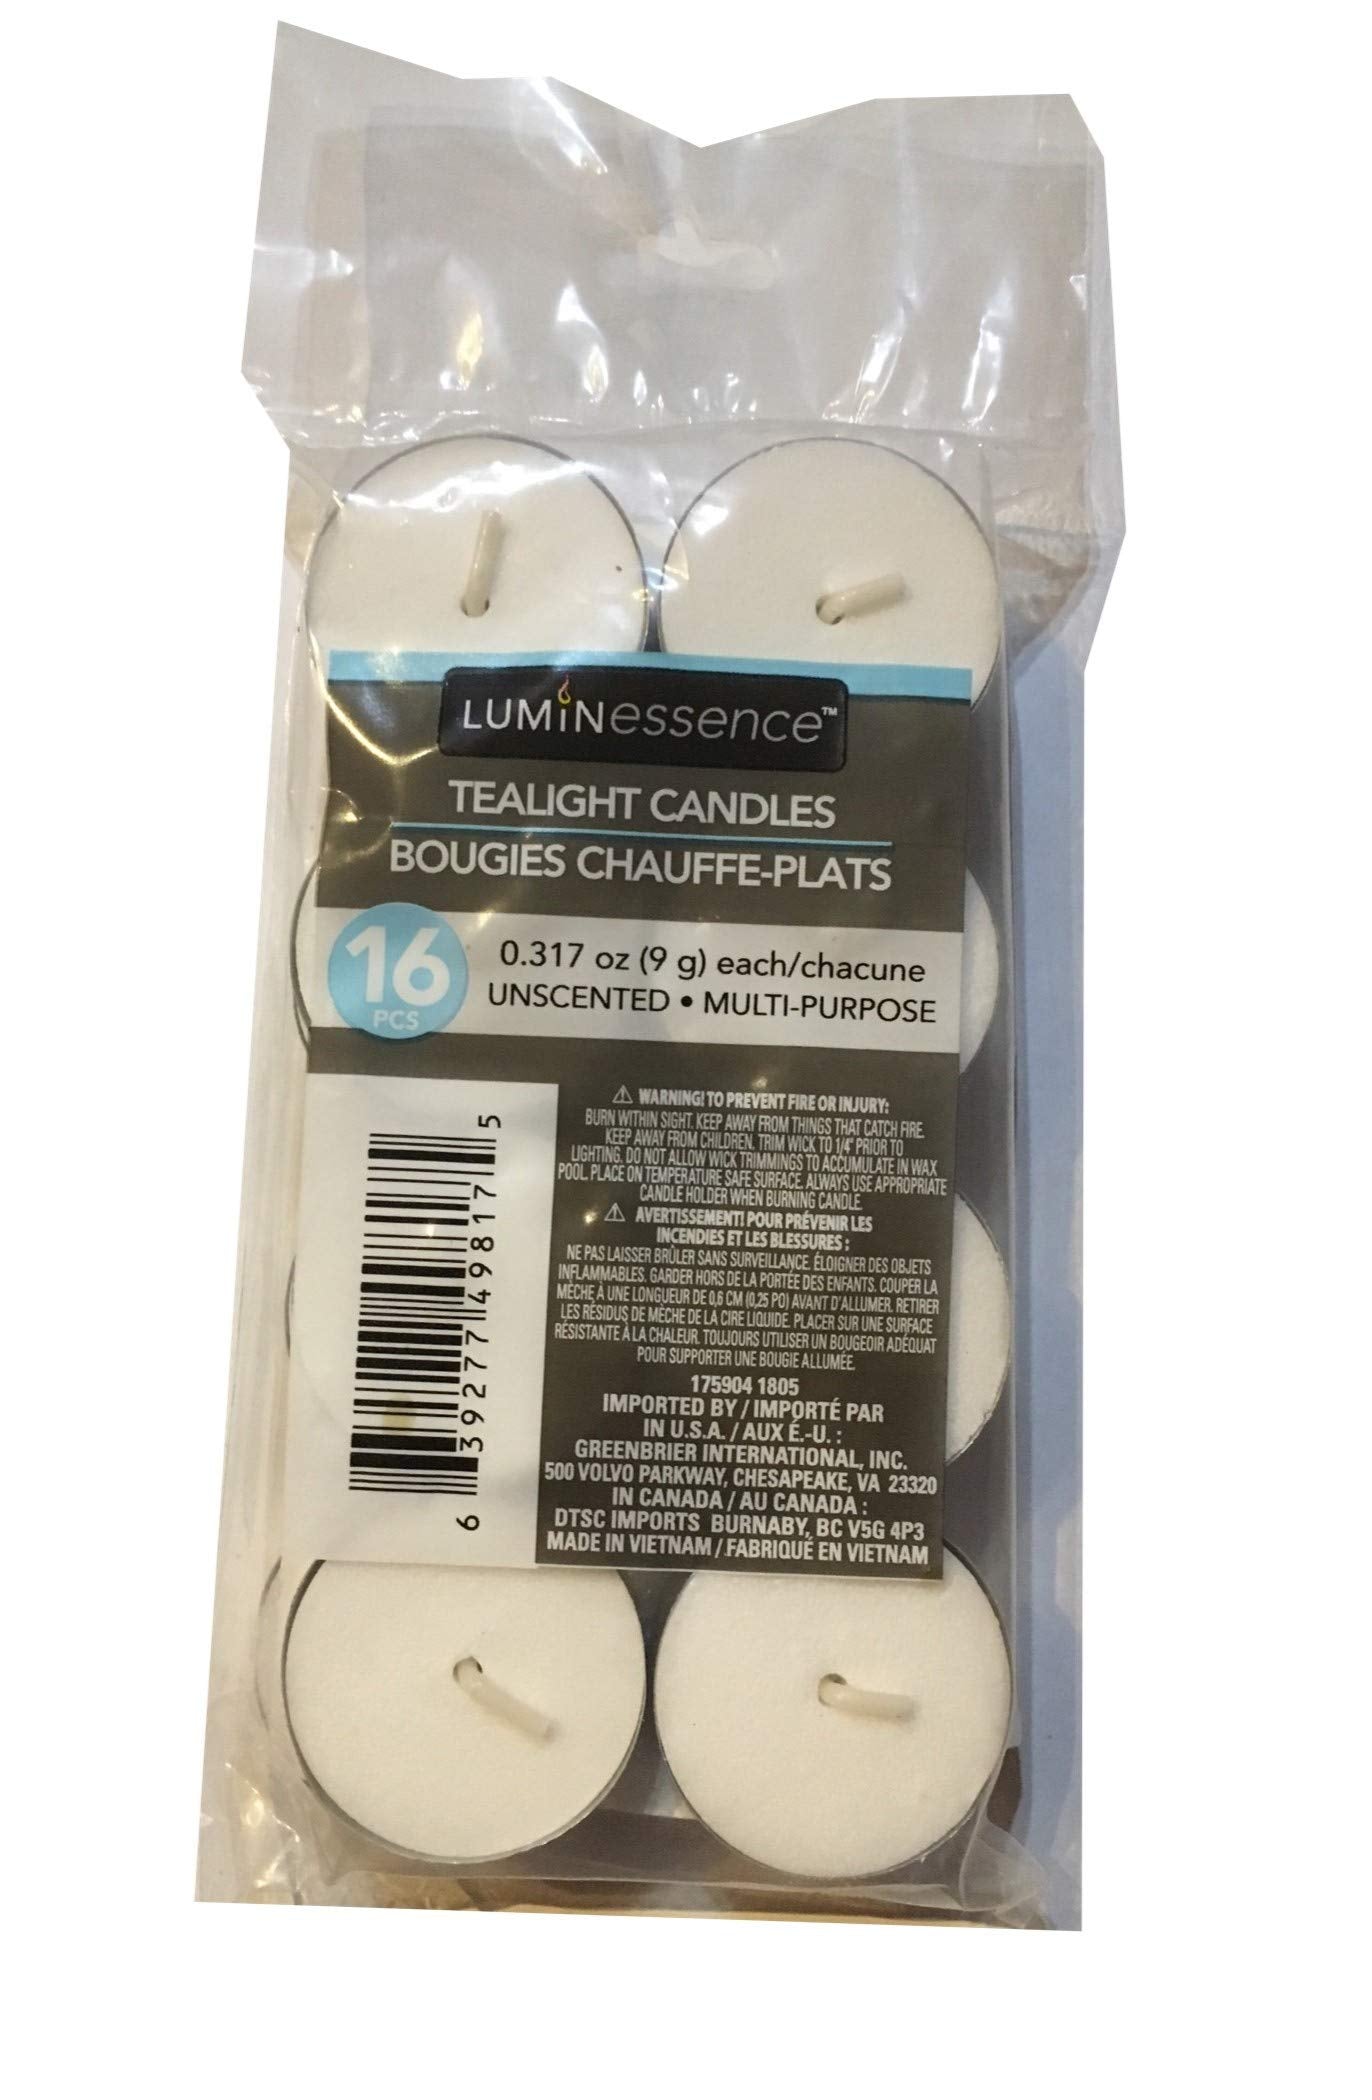 LUMiNessence™
TEALIGHT CANDLES
BOUGIES CHAUFFE-PLATS
16
PCS
0.317 oz (9 g) each/chacune
UNSCENTED • MULTI-PURPOSE
⚠ WARNING! TO PREVENT FIRE OR INJURY:
BURN WITHIN SIGHT. KEEP AWAY FROM THINGS THAT CATCH FIRE.
KEEP AWAY FROM CHILDREN. TRIM WICK TO 1/4" PRIOR TO
LIGHTING. DO NOT ALLOW WICK TRIMMINGS TO ACCUMULATE IN WAX
POOL. PLACE ON TEMPERATURE SAFE SURFACE. ALWAYS USE APPROPRIATE
CANDLE HOLDER WHEN BURNING CANDLE.
⚠ AVERTISSEMENT! POUR PRÉVENIR LES
INCENDIES ET LES BLESSURES :
NE PAS LAISSER BRÛLER SANS SURVEILLANCE. ÉLOIGNER DES OBJETS
INFLAMMABLES. GARDER HORS DE LA PORTÉE DES ENFANTS. COUPER LA
MÈCHE À UNE LONGUEUR DE 0,6 CM (0,25 PO) AVANT D'ALLUMER. RETIRER
LES RÉSIDUS DE MÈCHE DE LA CIRE LIQUIDE. PLACER SUR UNE SURFACE
RÉSISTANTE À LA CHALEUR. TOUJOURS UTILISER UN BOUGEOIR ADÉQUAT
POUR SUPPORTER UNE BOUGIE ALLUMÉE.
175904 1805
IMPORTED BY / IMPORTÉ PAR
IN U.S.A. / AUX É.-U. :
GREENBRIER INTERNATIONAL, INC.
500 VOLVO PARKWAY, CHESAPEAKE, VA 23320
IN CANADA / AU CANADA :
DTSC IMPORTS BURNABY, BC V5G 4P3
MADE IN VIETNAM / FABRIQUÉ EN VIETNAM
6 39277 49817 5